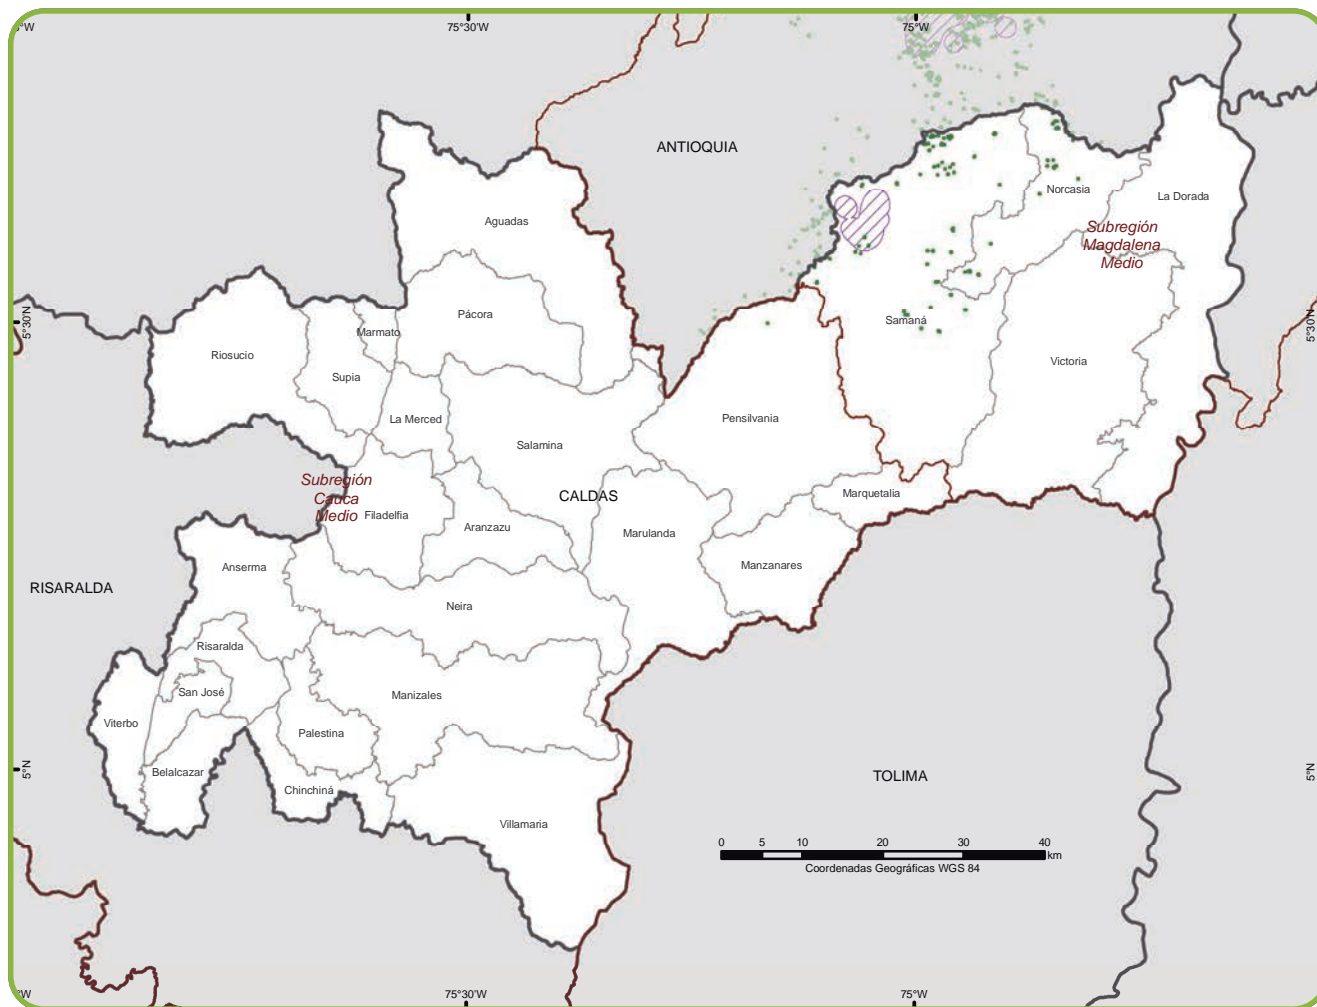 °W
75°30'W
75°W
ANTIOQUIA
Aguadas
Norcasia
La Dorada
Subregión
Magdalena
Medio
Pácora
5°30'N
Marmato
Samaná
5°30'N
Riosucio
Supia
Victoria
La Merced
Pensilvania
Salamina
Subregión
Cauca
Medio
CALDAS
Marquetalia
Filadelfia
Aranzazu
Marulanda
Anserma
Manzanares
RISARALDA
Neira
Risaralda
San José
Manizales
Viterbo
Palestina
Belalcazar
5°N
TOLIMA
5°N
Chinchiná
Villamaria
0 5 10 20 30 40
km
Coordenadas Geográficas WGS 84
°W
75°30'W
75°W